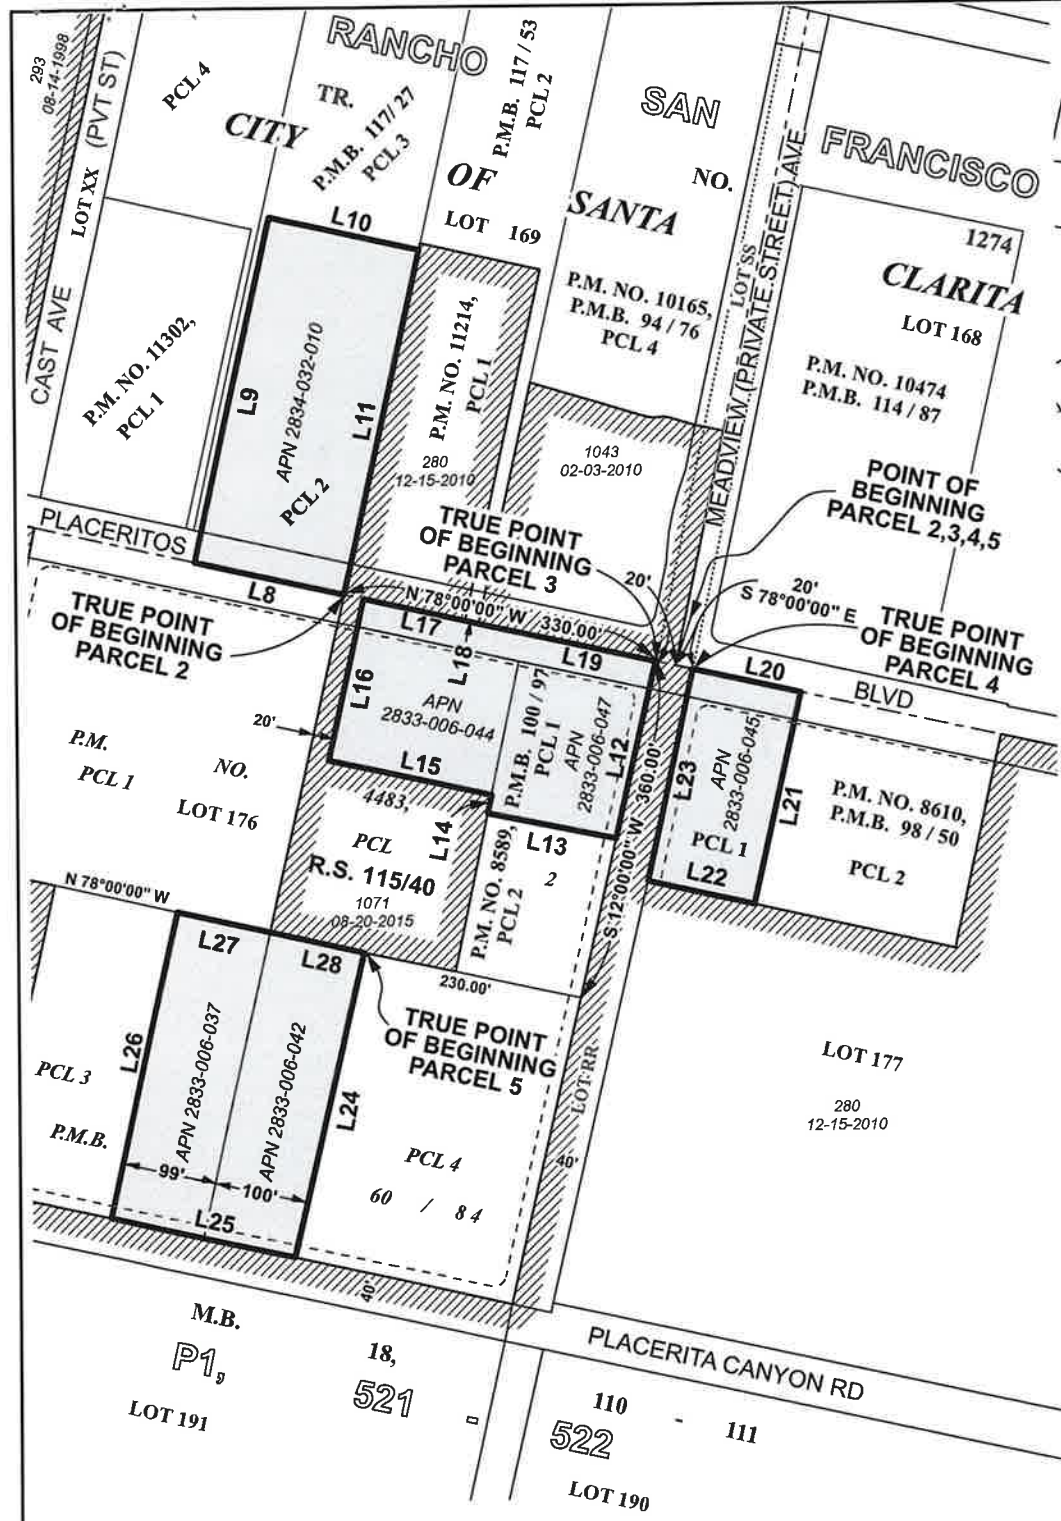 293
08-14-1998
LOT XX (PVT ST)
CAST AVE
PCL 4
RANCHO
TR.
CITY
P.M.B. 117/ 27
PCL 3
P.M.B. 117 / 53
PCL 2
OF
LOT 169
SAN
NO.
SANTA
FRANCISCO
1274
CLARITA
LOT 168
P.M. NO. 10165,
P.M.B. 94 / 76
PCL 4
LOT SS
MEADVIEW (PRIVATE STREET) AVE
P.M. NO. 10474
P.M.B. 114 / 87
L10
P.M. NO. 11302,
PCL 1
L9
APN 2834-032-010
L11
PCL 2
P.M. NO. 11214,
PCL 1
280
12-15-2010
1043
02-03-2010
POINT OF
BEGINNING
PARCEL 2,3,4,5
TRUE POINT
OF BEGINNING
PARCEL 3
PLACERITOS
L8
N 78°00'00" W 330.00'
20'
20'
S 78°00'00" E
TRUE POINT
OF BEGINNING
PARCEL 4
TRUE POINT
OF BEGINNING
PARCEL 2
L17
L18
L19
L20
BLVD
L16
APN
2833-006-044
P.M.B. 100 / 97
PCL 1
APN
2833-006-047
L12
360.00'
S 12°00'00" W
L23
APN
2833-006-045
PCL 1
L21
L22
P.M. NO. 8610,
P.M.B. 98 / 50
PCL 2
20'
P.M.
PCL 1
NO.
LOT 176
L15
4483,
PCL
L14
R.S. 115/40
1071
08-20-2015
L13
2
P.M. NO. 8589,
PCL 2
N 78°00'00" W
L27
L28
230.00'
TRUE POINT
OF BEGINNING
PARCEL 5
L26
APN 2833-006-037
APN 2833-006-042
L24
PCL 3
P.M.B.
99'
100'
L25
PCL 4
60 / 84
LOT RR
40'
LOT 177
280
12-15-2010
40'
PLACERITA CANYON RD
M.B.
18,
110 - 111
P1,
521 -
522
LOT 191
LOT 190